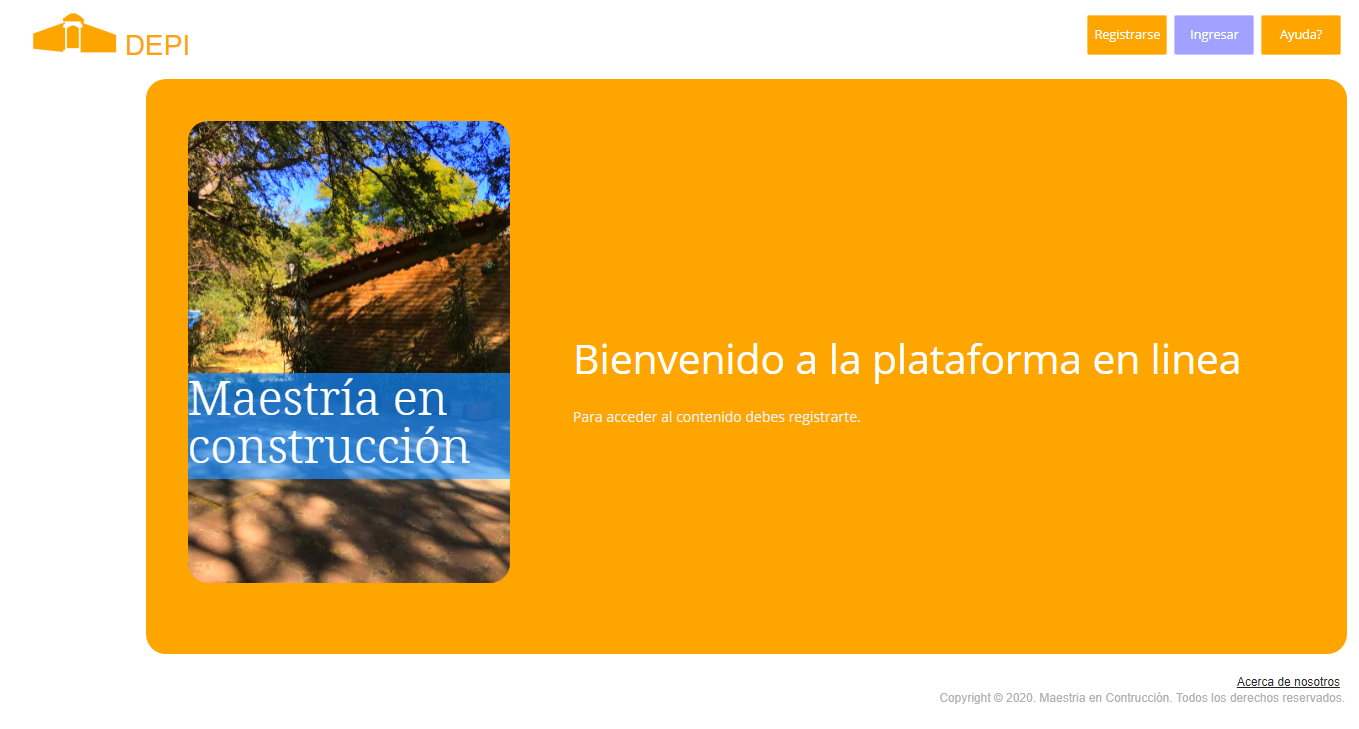 DEPI
Registrarse
Ingresar
Ayuda?
Maestría en
construcción
Bienvenido a la plataforma en linea
Para acceder al contenido debes registrarte.
Acerca de nosotros
Copyright © 2020. Maestria en Contrucción. Todos los derechos reservados.